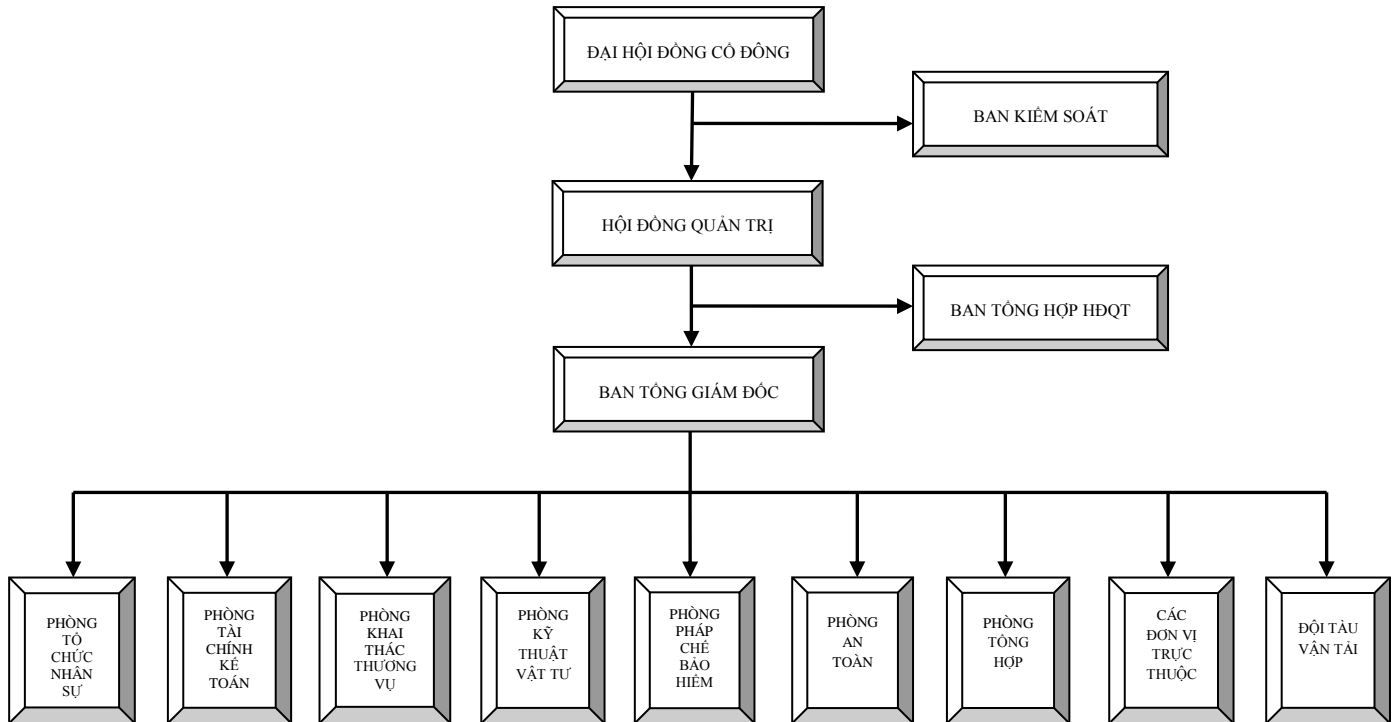 ĐẠI HỘI ĐỒNG CỔ ĐÔNG
BAN KIỂM SOÁT
HỘI ĐỒNG QUẢN TRỊ
BAN TỔNG HỢP HĐQT
BAN TỔNG GIÁM ĐỐC
PHÒNG
TỔ
CHỨC
NHÂN
SỰ
PHÒNG
TÀI
CHÍNH
KẾ
TOÁN
PHÒNG
KHAI
THÁC
THƯƠNG
VỤ
PHÒNG
KỸ
THUẬT
VẬT TƯ
PHÒNG
PHÁP
CHẾ
BẢO
HIỂM
PHÒNG
AN
TOÀN
PHÒNG
TỔNG
HỢP
CÁC
ĐƠN VỊ
TRỰC
THUỘC
ĐỘI TÀU
VẬN TẢI